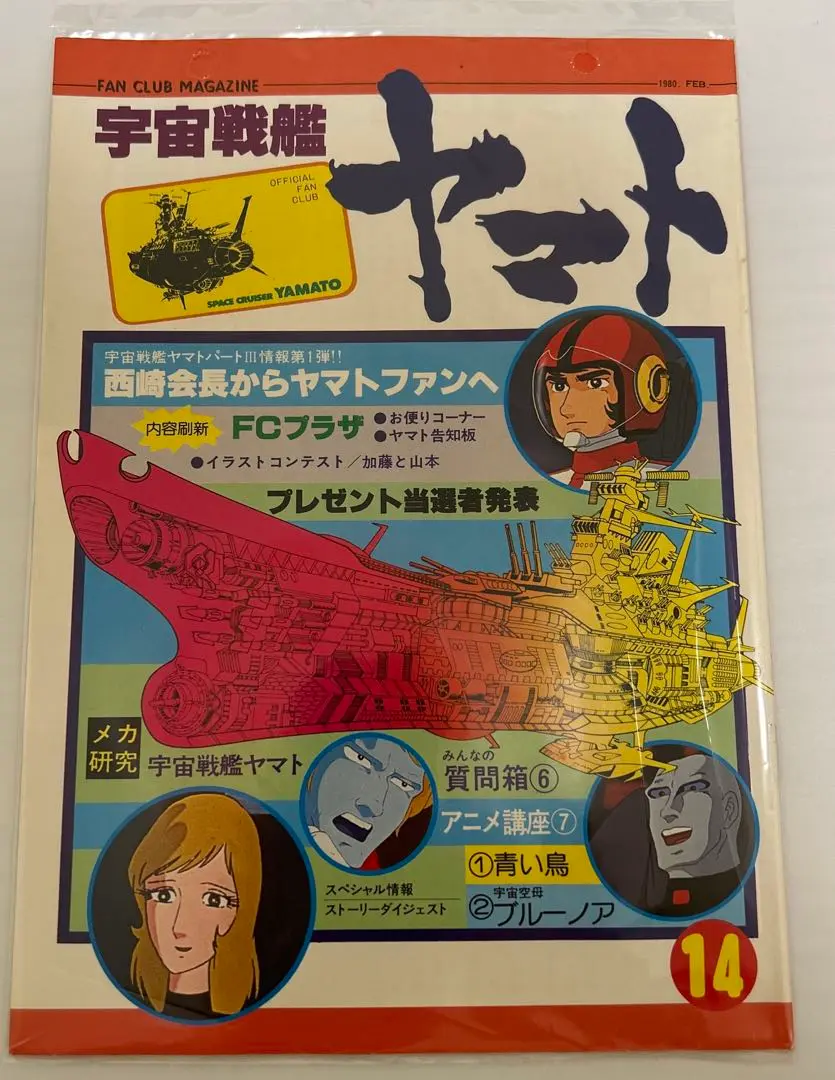 FAN CLUB MAGAZINE
1980. FEB.
宇宙戦艦
ヤマト
OFFICIAL
FAN
CLUB
SPACE CRUISER YAMATO
宇宙戦艦ヤマトパートIII情報第1弾!!
西崎会長からヤマトファンへ
内容刷新
FCプラザ
●お便りコーナー
●ヤマト告知板
●イラストコンテスト/加藤と山本
プレゼント当選者発表
メカ
研究
宇宙戦艦ヤマト
みんなの
質問箱⑥
アニメ講座⑦
①青い鳥
スペシャル情報
ストーリーダイジェスト
宇宙空母
②ブルーノア
14